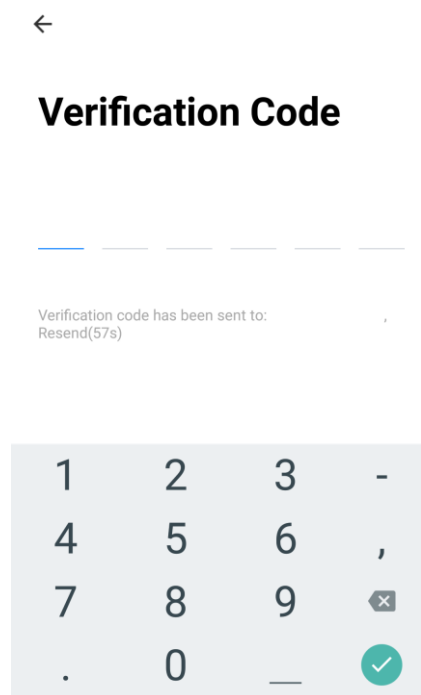 Verification Code
Verification code has been sent to:
Resend(57s)
1 2 3 -
4 5 6 ,
7 8 9
. 0 _